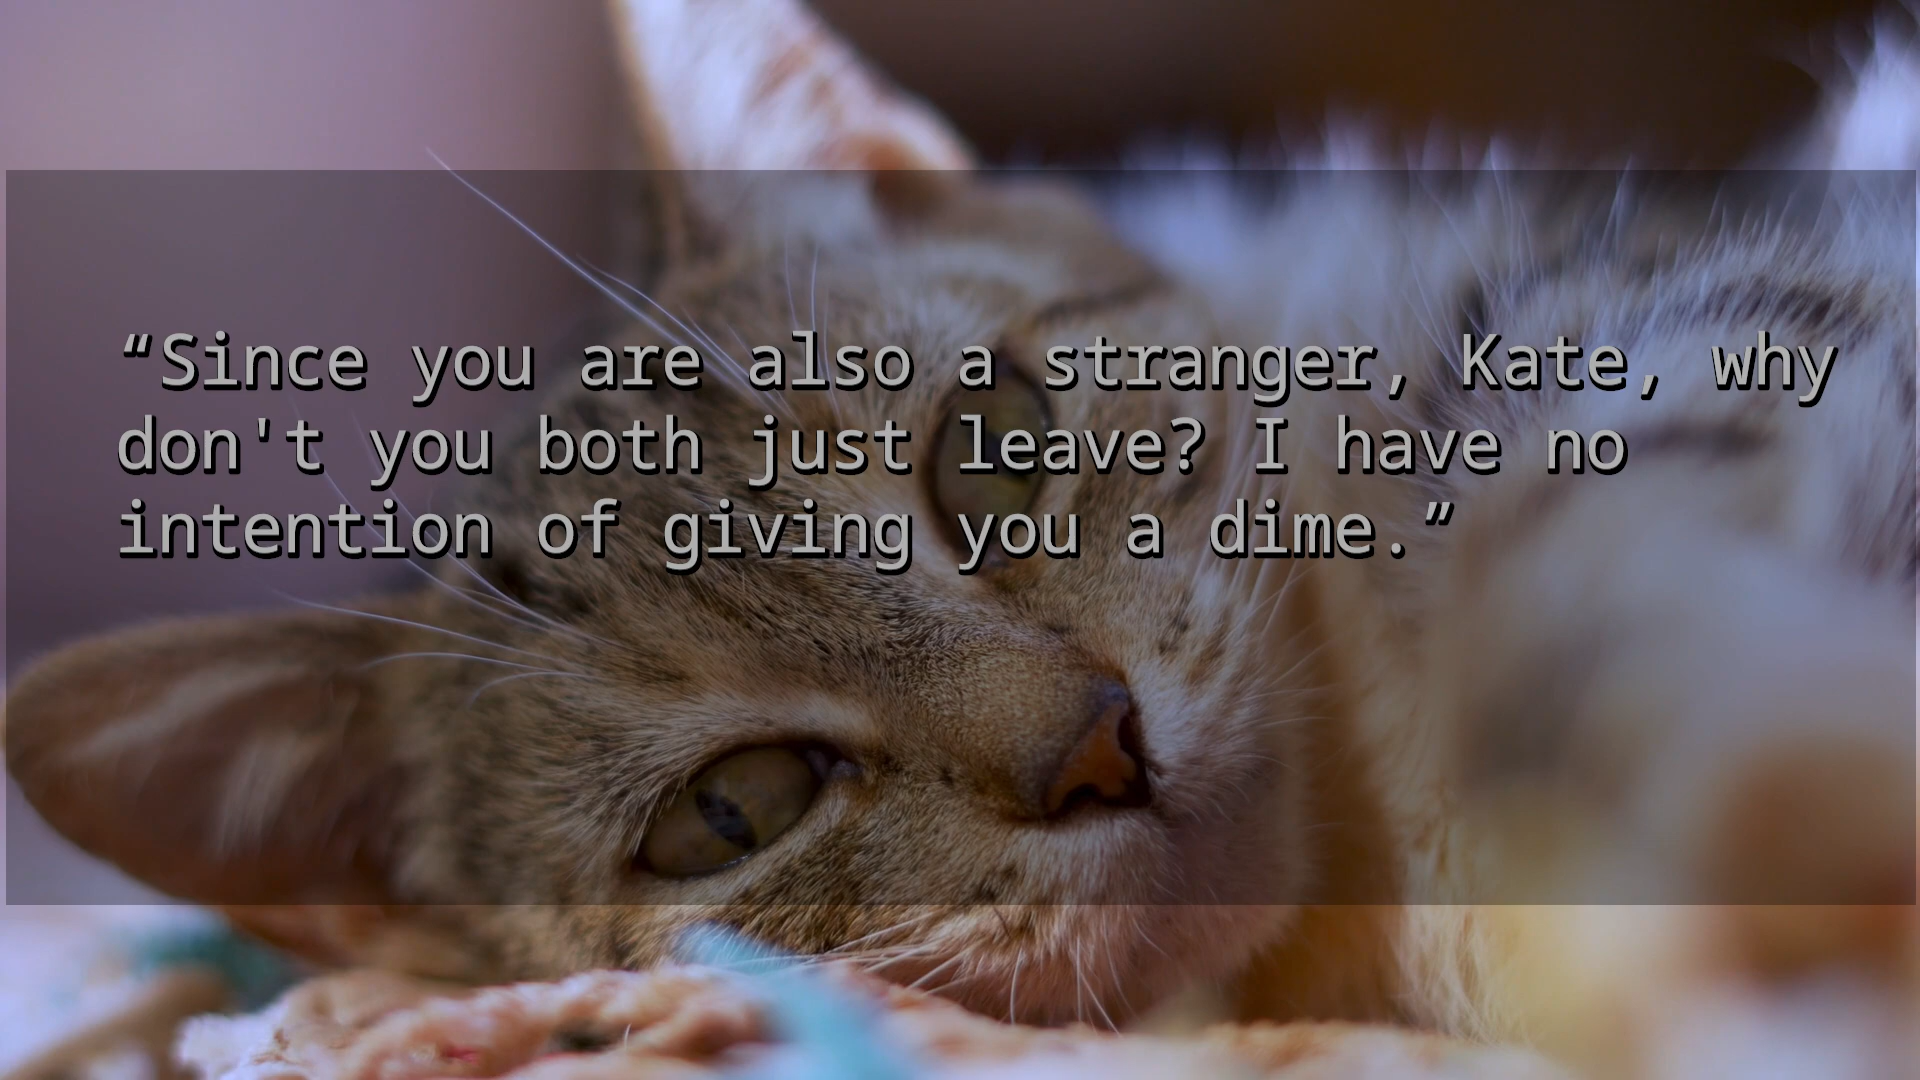 “Since you are also a stranger, Kate, why
don't you both just leave? I have no
intention of giving you a dime.”